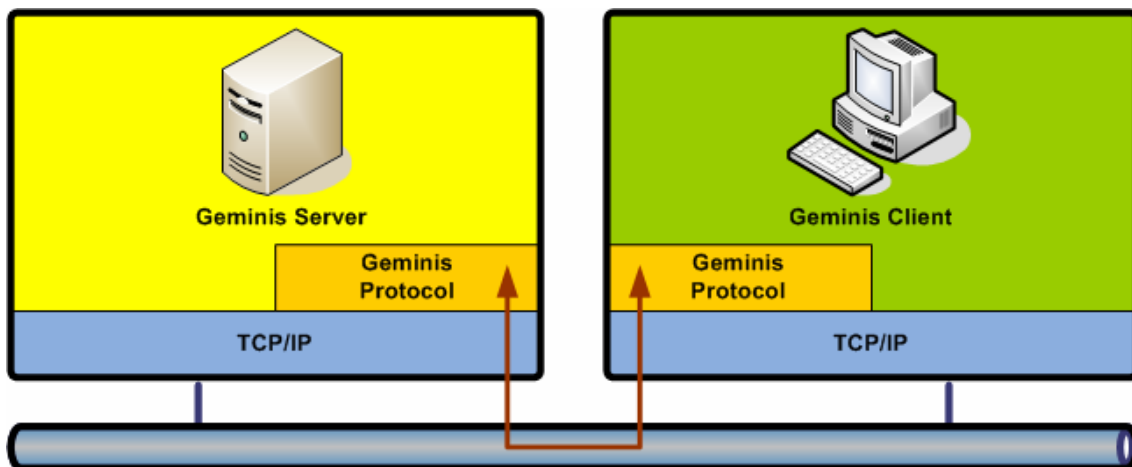 Geminis Server
Geminis
Protocol
TCP/IP
Geminis Client
Geminis
Protocol
TCP/IP